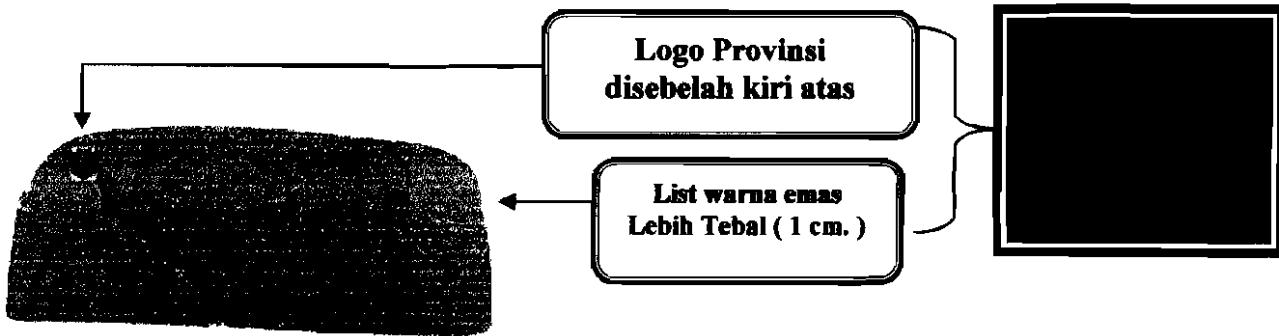 Logo Provinsi
disebelah kiri atas
List warna emas
Lebih Tebal ( 1 cm. )